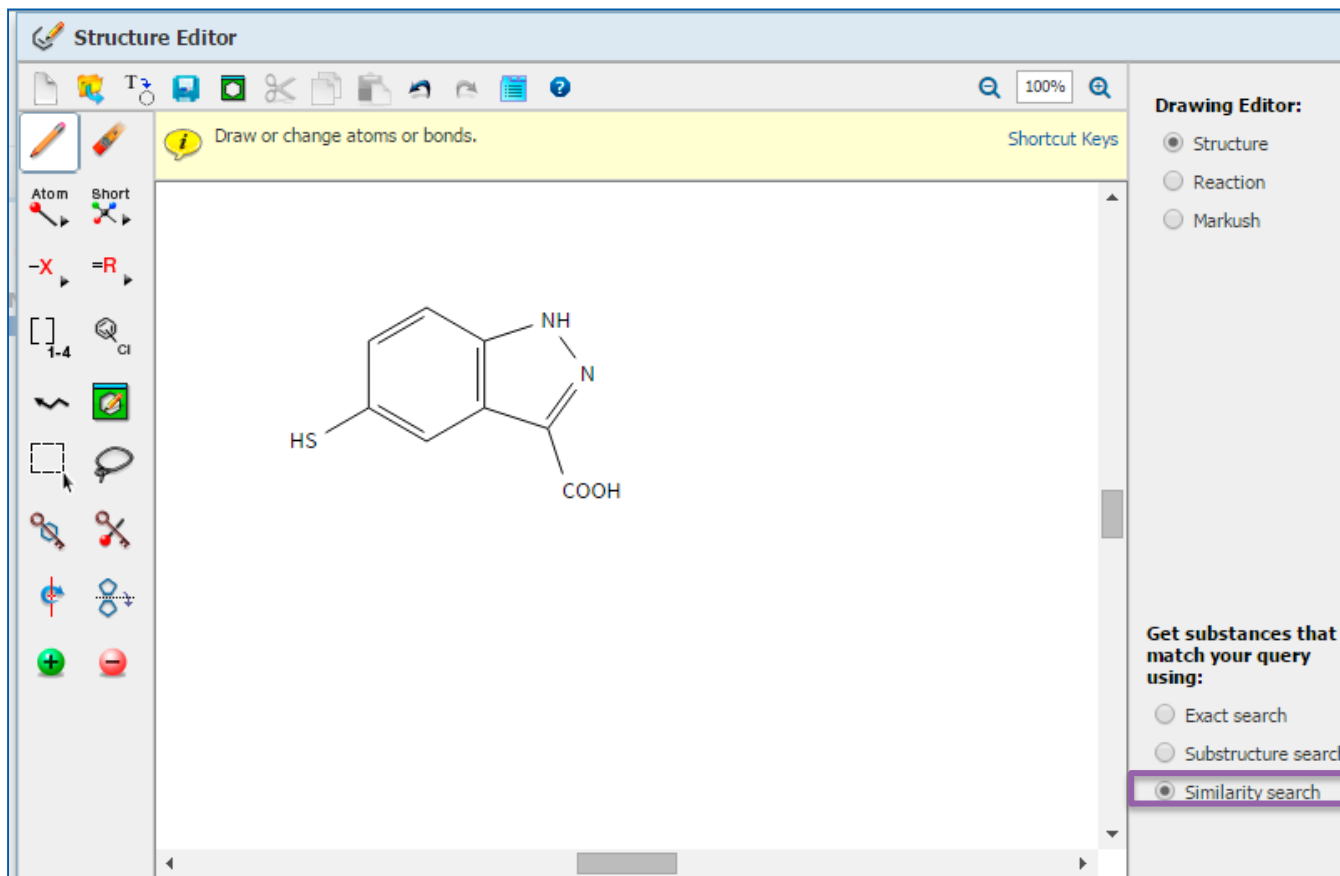 Structure Editor
T
100%
Drawing Editor:
Draw or change atoms or bonds.
Shortcut Keys
Structure
Reaction
Markush
Atom
Short
-X
=R
[ ]1-4
Cl
NH
N
HS
COOH
Get substances that
match your query
using:
Exact search
Substructure search
Similarity search